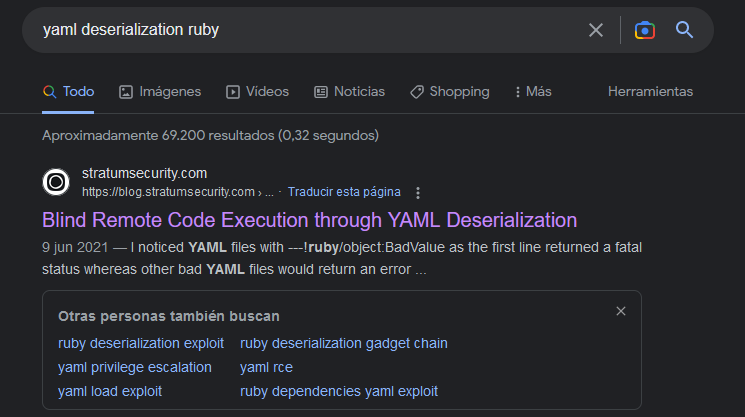 yaml deserialization ruby
Todo Imágenes Vídeos Noticias Shopping Más Herramientas
Aproximadamente 69.200 resultados (0,32 segundos)
stratumsecurity.com
https://blog.stratumsecurity.com › ... · Traducir esta página
Blind Remote Code Execution through YAML Deserialization
9 jun 2021 — I noticed YAML files with ---!ruby/object:BadValue as the first line returned a fatal
status whereas other bad YAML files would return an error ...
Otras personas también buscan
ruby deserialization exploit ruby deserialization gadget chain
yaml privilege escalation yaml rce
yaml load exploit ruby dependencies yaml exploit